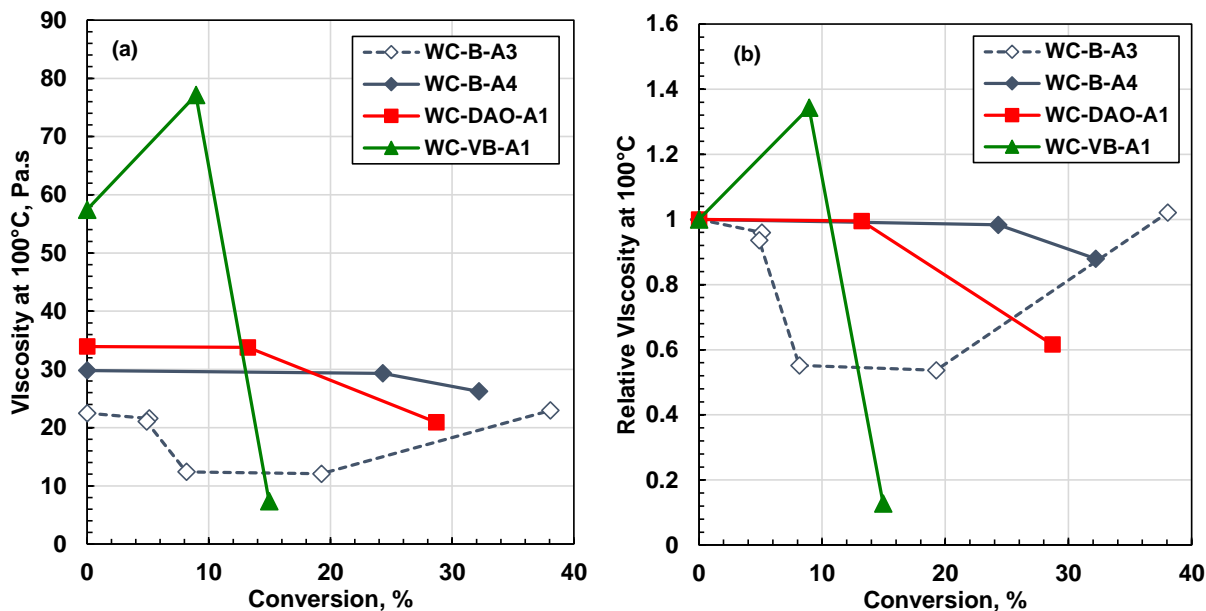 (a)
WC-B-A3
WC-B-A4
WC-DAO-A1
WC-VB-A1
90
80
70
60
50
40
30
20
10
0
VIscosity at 100°C, Pa.s
0 10 20 30 40
Conversion, %
(b)
WC-B-A3
WC-B-A4
WC-DAO-A1
WC-VB-A1
1.6
1.4
1.2
1
0.8
0.6
0.4
0.2
0
Relative VIscosity at 100°C
0 10 20 30 40
Conversion, %